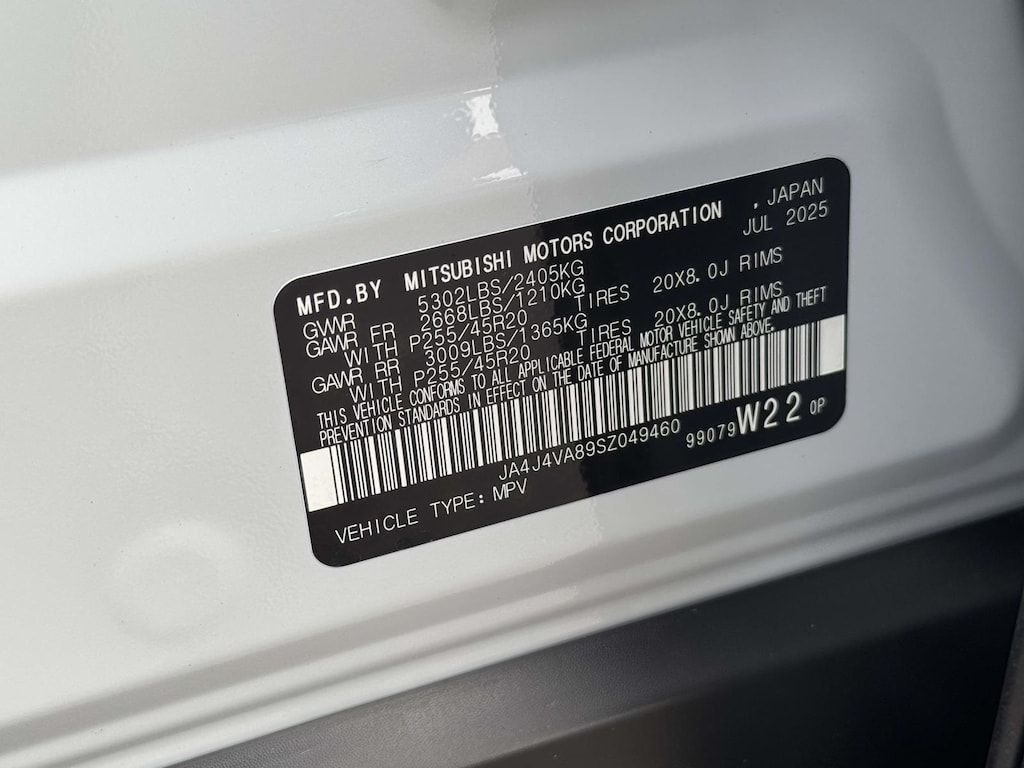 MFD.BY MITSUBISHI MOTORS CORPORATION , JAPAN
JUL 2025
GVWR 5302LBS/2405KG
GAWR FR 2668LBS/1210KG
WITH P255/45R20 TIRES 20X8.0J RIMS
GAWR RR 3009LBS/1365KG
WITH P255/45R20 TIRES 20X8.0J RIMS
THIS VEHICLE CONFORMS TO ALL APPLICABLE FEDERAL MOTOR VEHICLE SAFETY AND THEFT
PREVENTION STANDARDS IN EFFECT ON THE DATE OF MANUFACTURE SHOWN ABOVE.
JA4J4VA89SZ049460 99079 W22 0P
VEHICLE TYPE: MPV